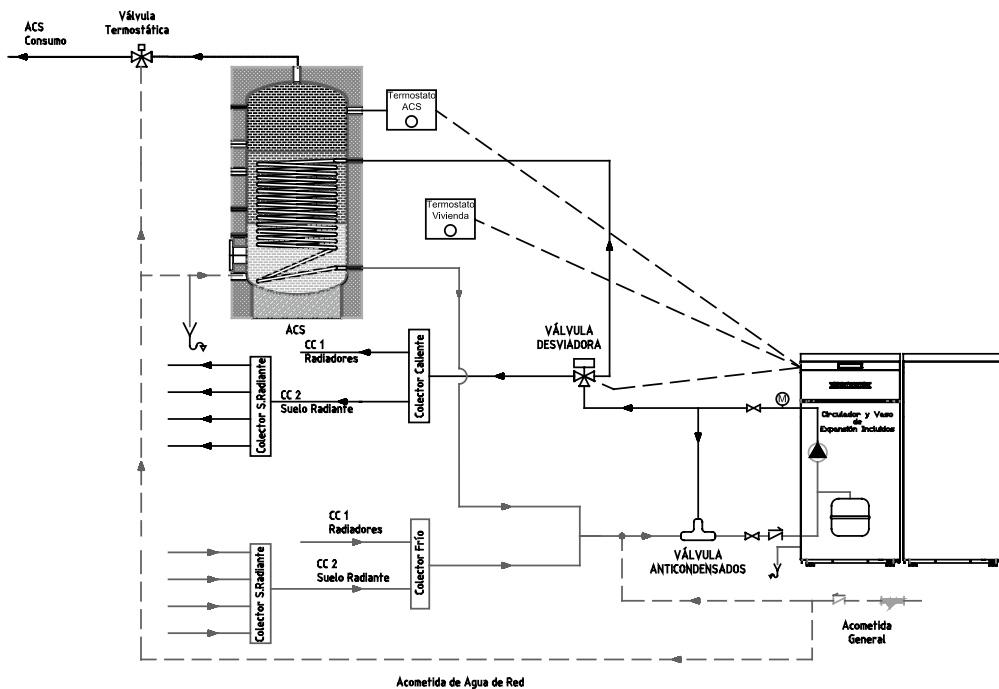 ACS
Consumo
Válvula
Termostática
Termostato
ACS
Termostato
Vivienda
ACS
VÁLVULA
DESVIADORA
CC 1
Radiadores
CC 2
Suelo Radiante
Colector S.Radiante
Colector Caliente
M
Circulador y Vaso
de
Expansión Incluidos
CC 1
Radiadores
CC 2
Suelo Radiante
Colector S.Radiante
Colector Frío
VÁLVULA
ANTICONDENSADOS
Acometida
General
Acometida de Agua de Red